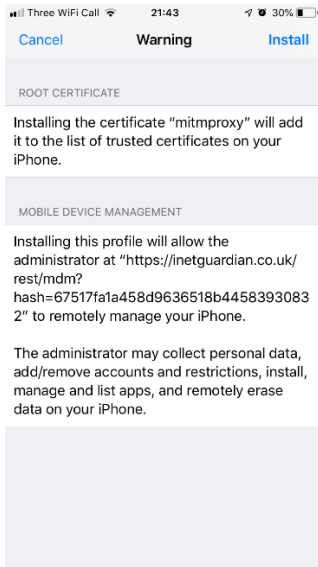 Three WiFi Call 21:43 30%
Cancel Warning Install
ROOT CERTIFICATE
Installing the certificate “mitmproxy” will add
it to the list of trusted certificates on your
iPhone.
MOBILE DEVICE MANAGEMENT
Installing this profile will allow the
administrator at “https://inetguardian.co.uk/
rest/mdm?
hash=67517fa1a458d9636518b4458393083
2” to remotely manage your iPhone.
The administrator may collect personal data,
add/remove accounts and restrictions, install,
manage and list apps, and remotely erase
data on your iPhone.